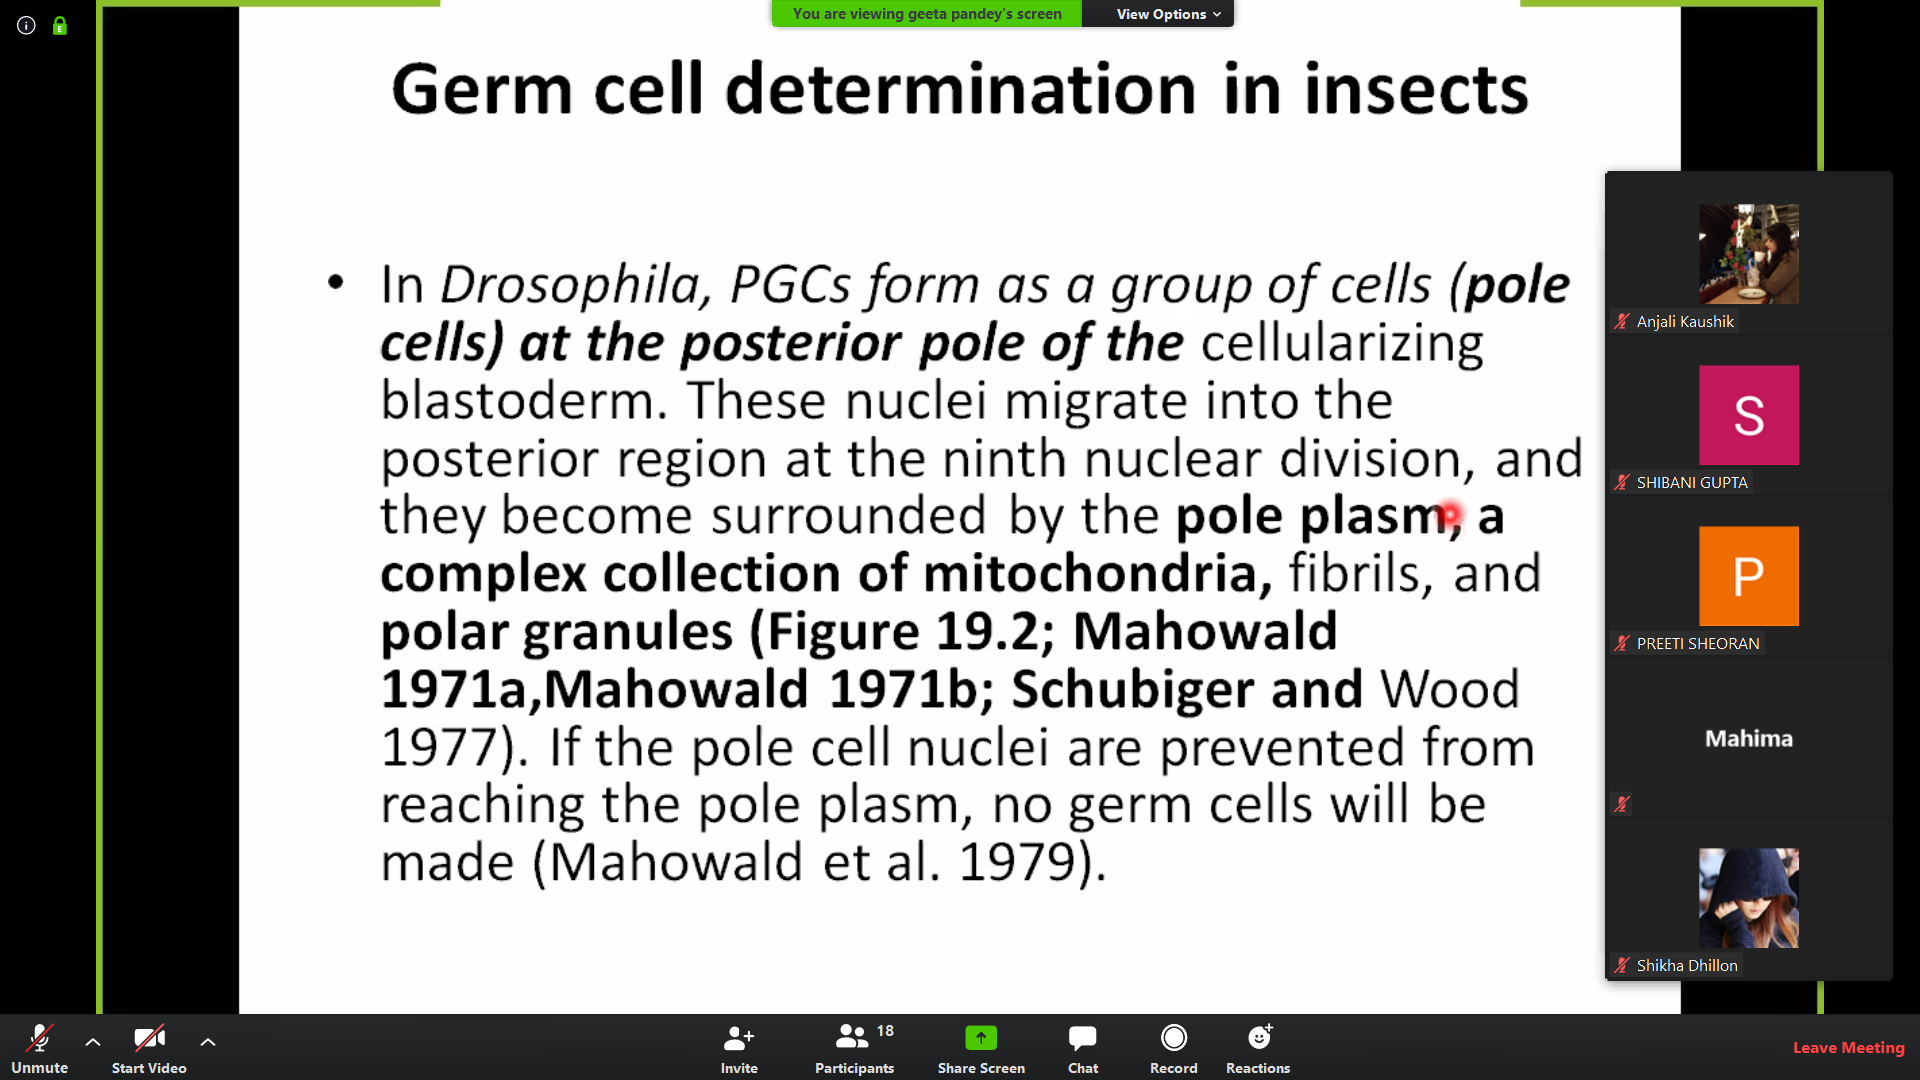 You are viewing geeta pandey's screen
View Options
Germ cell determination in insects
• In Drosophila, PGCs form as a group of cells (pole
cells) at the posterior pole of the cellularizing
blastoderm. These nuclei migrate into the
posterior region at the ninth nuclear division, and
they become surrounded by the pole plasm, a
complex collection of mitochondria, fibrils, and
polar granules (Figure 19.2; Mahowald
1971a,Mahowald 1971b; Schubiger and Wood
1977). If the pole cell nuclei are prevented from
reaching the pole plasm, no germ cells will be
made (Mahowald et al. 1979).
Anjali Kaushik
S
SHIBANI GUPTA
P
PREETI SHEORAN
Mahima
Shikha Dhillon
Unmute
Start Video
Invite
Participants 18
Share Screen
Chat
Record
Reactions
Leave Meeting